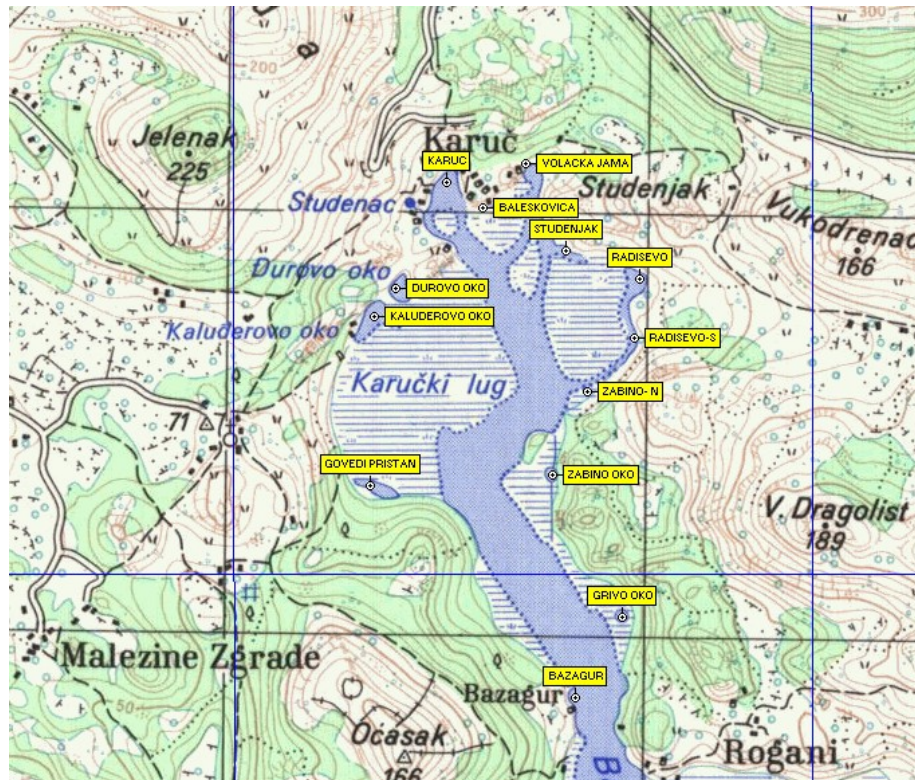 300
200
Jelenak
225
Karuč
KARUC
VOLACKA JAMA
Studenac
BALESKOVICA
Studenjak
STUDENJAK
Vukodrenac
166
RADISEVO
Đurovo oko
DUROVO OKO
KALUDEROVO OKO
Kaluđerovo oko
RADISEVO-S
Karučki lug
ZABINO- N
71
GOVEDI PRISTAN
ZABINO OKO
V. Dragolist
189
GRIVO OKO
Malezine Zgrade
50
BAZAGUR
Bazagur
Oćasak
166
Rogani
B